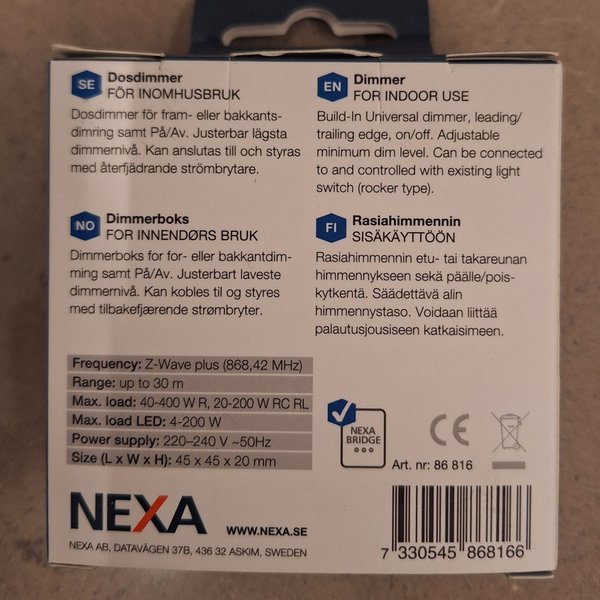 SE Dosdimmer
FÖR INOMHUSBRUK
Dosdimmer för fram- eller bakkants-
dimring samt På/Av. Justerbar lägsta
dimmernivå. Kan anslutas till och styras
med återfjädrande strömbrytare.
EN Dimmer
FOR INDOOR USE
Build-In Universal dimmer, leading/
trailing edge, on/off. Adjustable
minimum dim level. Can be connected
to and controlled with existing light
switch (rocker type).
NO Dimmerboks
FOR INNENDØRS BRUK
Dimmerboks for for- eller bakkantdim-
ming samt På/Av. Justerbart laveste
dimmernivå. Kan kobles til og styres
med tilbakefjærende strømbryter.
FI Rasiahimmennin
SISÄKÄYTTÖÖN
Rasiahimmennin etu- tai takareunan
himmennykseen sekä päälle/pois-
kytkentä. Säädettävä alin
himmennystaso. Voidaan liittää
palautusjousiseen katkaisimeen.
Frequency: Z-Wave plus (868,42 MHz)
Range: up to 30 m
Max. load: 40-400 W R, 20-200 W RC RL
Max. load LED: 4-200 W
Power supply: 220–240 V ~50Hz
Size (L x W x H): 45 x 45 x 20 mm
NEXA
BRIDGE
CE
Art. nr: 86 816
NEXA
WWW.NEXA.SE
NEXA AB, DATAVÄGEN 37B, 436 32 ASKIM, SWEDEN
7 330545 868166